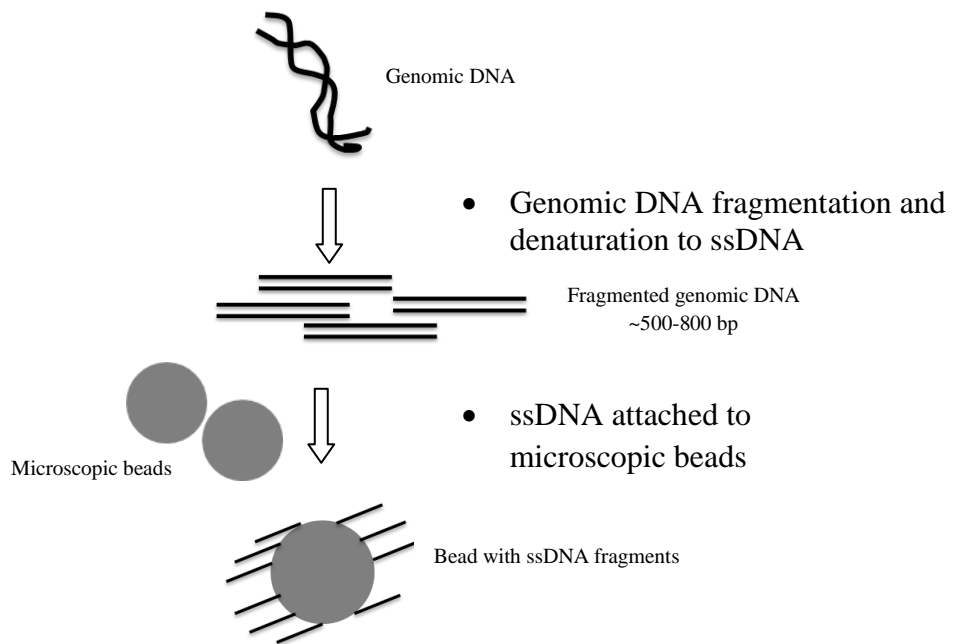 Genomic DNA
• Genomic DNA fragmentation and
denaturation to ssDNA
Fragmented genomic DNA
~500-800 bp
• ssDNA attached to
microscopic beads
Microscopic beads
Bead with ssDNA fragments